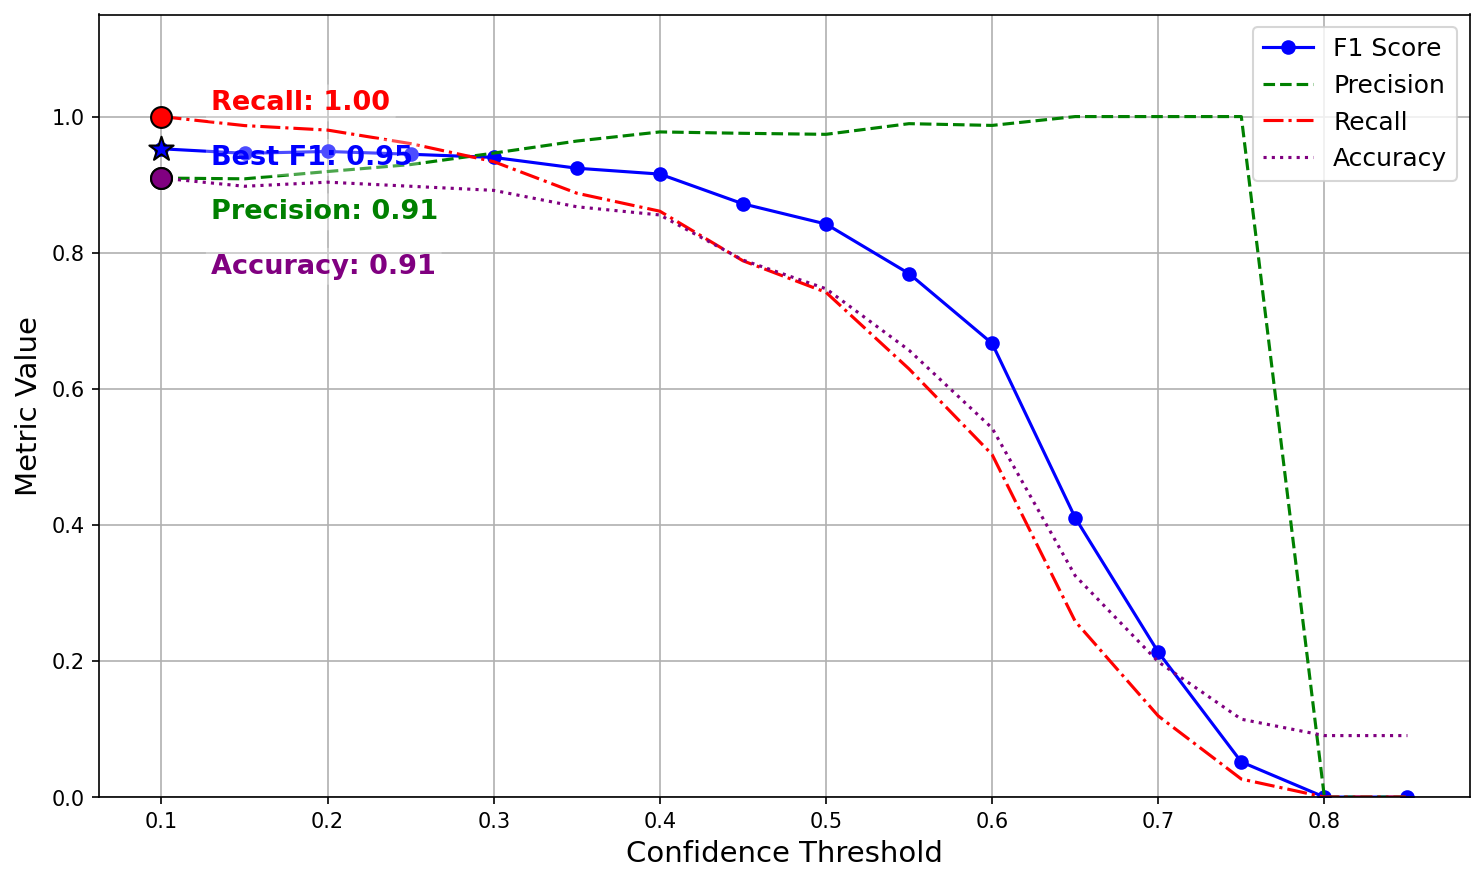 F1 Score
Precision
Recall
Accuracy
Recall: 1.00
Best F1: 0.95
Precision: 0.91
Accuracy: 0.91
Metric Value
1.0
0.8
0.6
0.4
0.2
0.0
0.1
0.2
0.3
0.4
0.5
0.6
0.7
0.8
Confidence Threshold